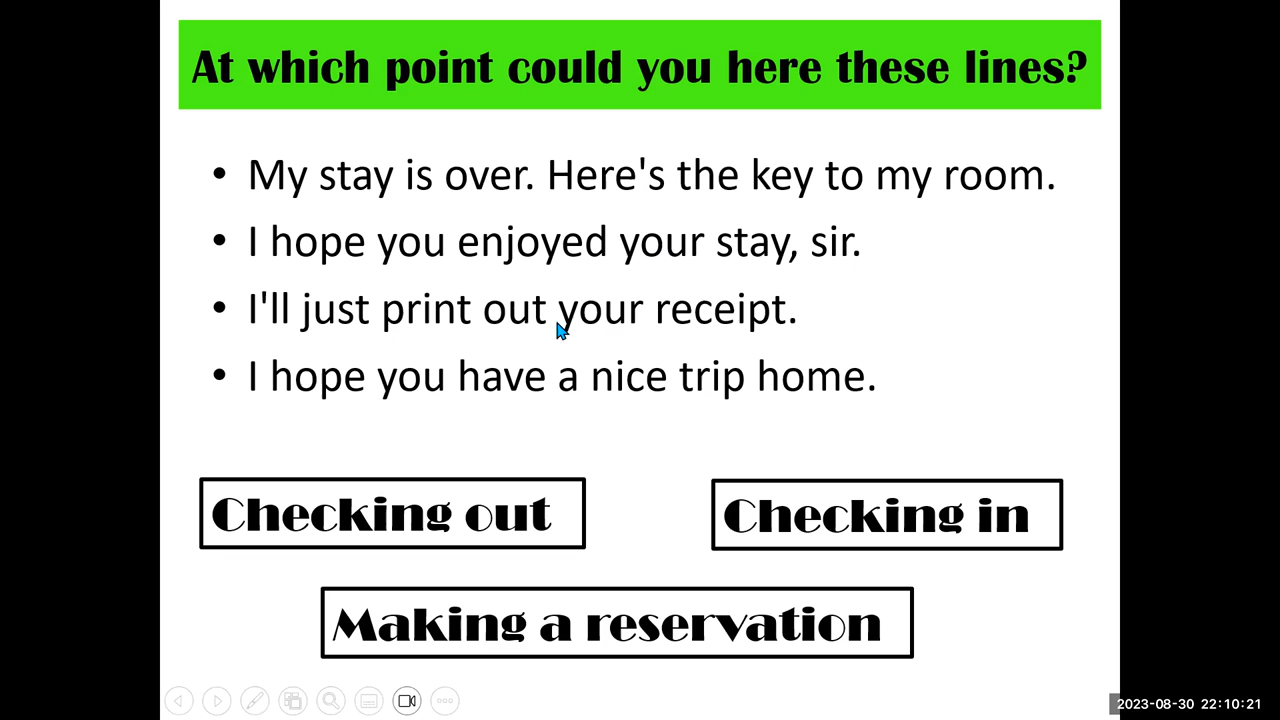 At which point could you here these lines?
• My stay is over. Here's the key to my room.
• I hope you enjoyed your stay, sir.
• I'll just print out your receipt.
• I hope you have a nice trip home.
Checking out
Checking in
Making a reservation
2023-08-30 22:10:21